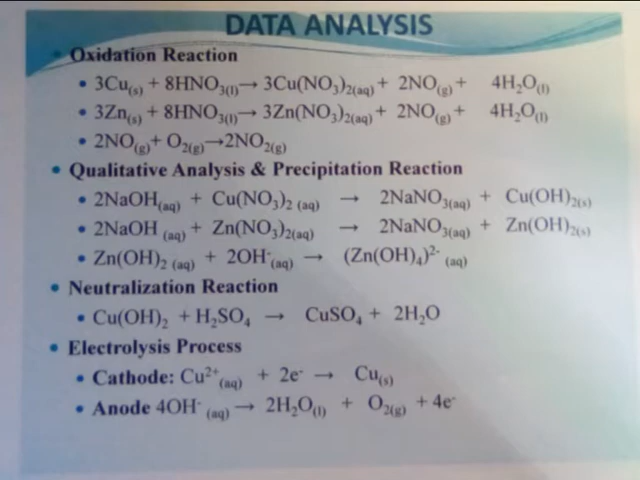 DATA ANALYSIS
• Oxidation Reaction
• 3Cu(s) + 8HNO3(l) → 3Cu(NO3)2(aq) + 2NO(g) + 4H2O(l)
• 3Zn(s) + 8HNO3(l) → 3Zn(NO3)2(aq) + 2NO(g) + 4H2O(l)
• 2NO(g) + O2(g) → 2NO2(g)
• Qualitative Analysis & Precipitation Reaction
• 2NaOH(aq) + Cu(NO3)2 (aq) → 2NaNO3(aq) + Cu(OH)2(s)
• 2NaOH (aq) + Zn(NO3)2(aq) → 2NaNO3(aq) + Zn(OH)2(s)
• Zn(OH)2 (aq) + 2OH-(aq) → (Zn(OH)4)2- (aq)
• Neutralization Reaction
• Cu(OH)2 + H2SO4 → CuSO4 + 2H2O
• Electrolysis Process
• Cathode: Cu2+(aq) + 2e- → Cu(s)
• Anode 4OH- (aq) → 2H2O(l) + O2(g) + 4e-